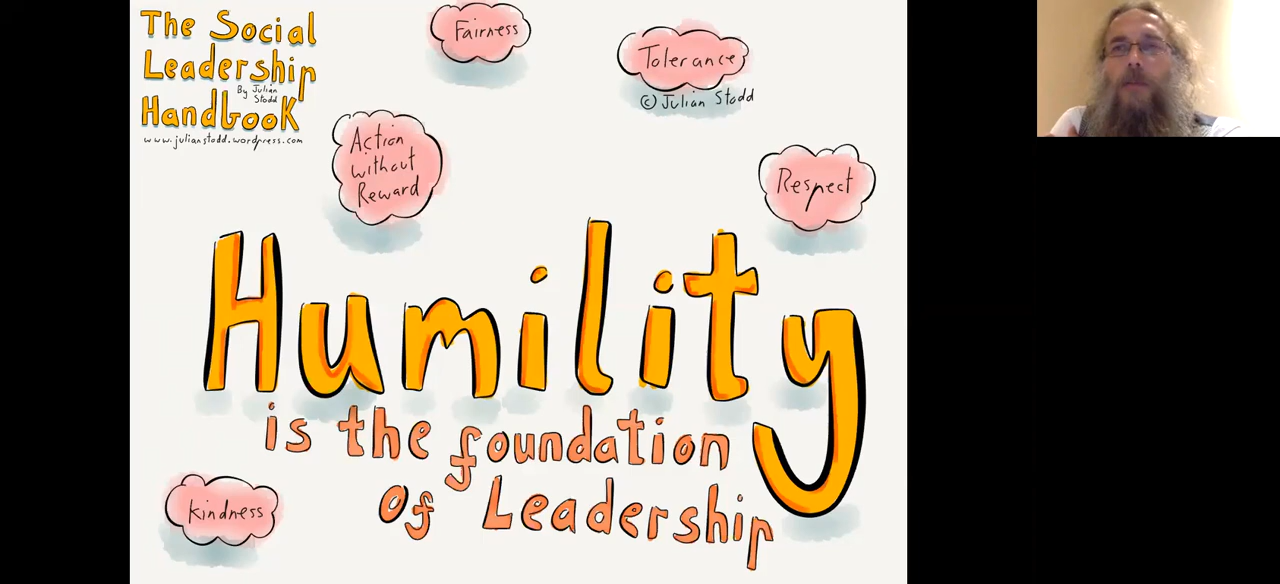 The Social
Leadership
By Julian
Stodd
Handbook
www.julianstodd.wordpress.com
Fairness
Tolerance
© Julian Stodd
Action
without
Reward
Respect
Humility
is the foundation
of Leadership
kindness